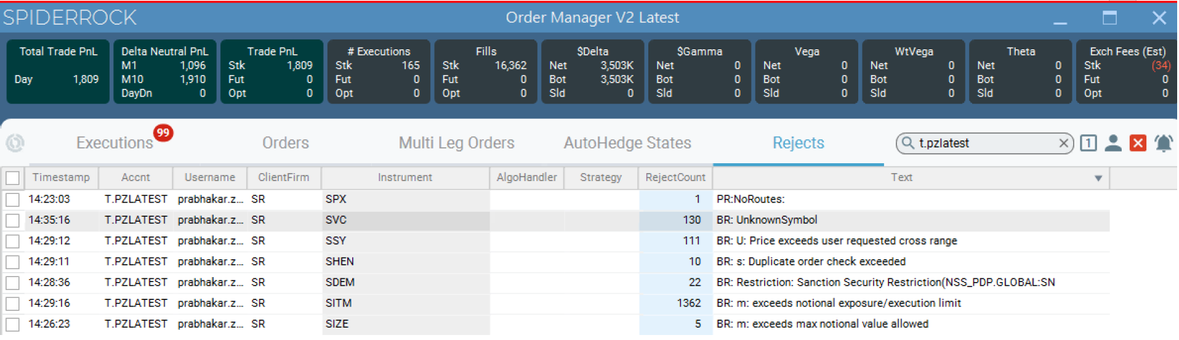 SPIDERROCK Order Manager V2 Latest
Total Trade PnL Delta Neutral PnL Trade PnL # Executions Fills $Delta $Gamma Vega WtVega Theta Exch Fees (Est)
M1 1,096 Stk 1,809 Stk 165 Stk 16,362 Net 3,503K Net 0 Net 0 Net 0 Net 0 Stk (34)
Day 1,809 M10 1,910 Fut 0 Fut 0 Fut 0 Bot 3,503K Bot 0 Bot 0 Bot 0 Bot 0 Fut 0
DayDn 0 Opt 0 Opt 0 Opt 0 Sld 0 Sld 0 Sld 0 Sld 0 Sld 0 Opt 0
Executions 99 Orders Multi Leg Orders AutoHedge States Rejects t.pzlatest 1
Timestamp Accnt Username ClientFirm Instrument AlgoHandler Strategy RejectCount Text
14:23:03 T.PZLATEST prabhakar.z... SR SPX 1 PR:NoRoutes:
14:35:16 T.PZLATEST prabhakar.z... SR SVC 130 BR: UnknownSymbol
14:29:12 T.PZLATEST prabhakar.z... SR SSY 111 BR: U: Price exceeds user requested cross range
14:29:11 T.PZLATEST prabhakar.z... SR SHEN 10 BR: s: Duplicate order check exceeded
14:28:36 T.PZLATEST prabhakar.z... SR SDEM 22 BR: Restriction: Sanction Security Restriction(NSS_PDP.GLOBAL:SN
14:29:16 T.PZLATEST prabhakar.z... SR SITM 1362 BR: m: exceeds notional exposure/execution limit
14:26:23 T.PZLATEST prabhakar.z... SR SIZE 5 BR: m: exceeds max notional value allowed